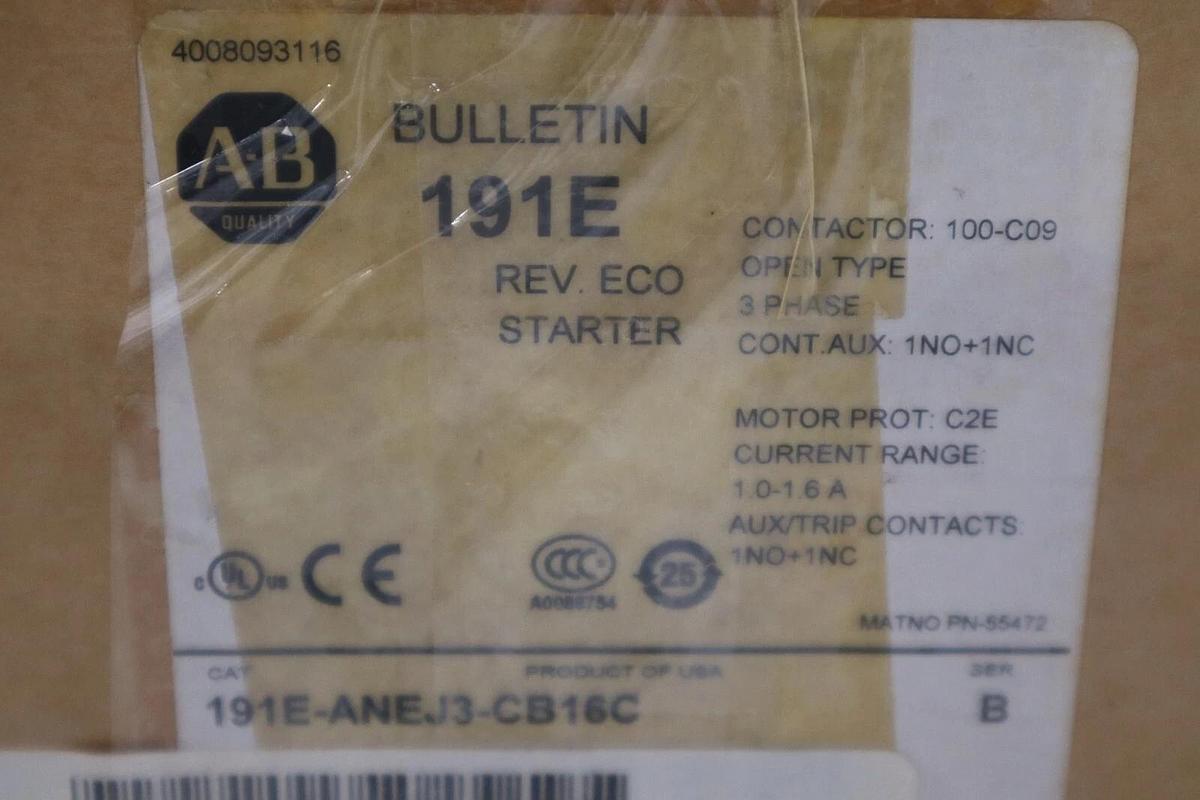 4008093116
A-B
QUALITY
BULLETIN
191E
REV. ECO
STARTER
CONTACTOR: 100-C09
OPEN TYPE
3 PHASE
CONT.AUX: 1NO+1NC
MOTOR PROT: C2E
CURRENT RANGE:
1.0-1.6 A
AUX/TRIP CONTACTS:
1NO+1NC
C UL US CE
CCC
25
MATNO PN-55472
CAT
PRODUCT OF USA
SER
191E-ANEJ3-CB16C
B